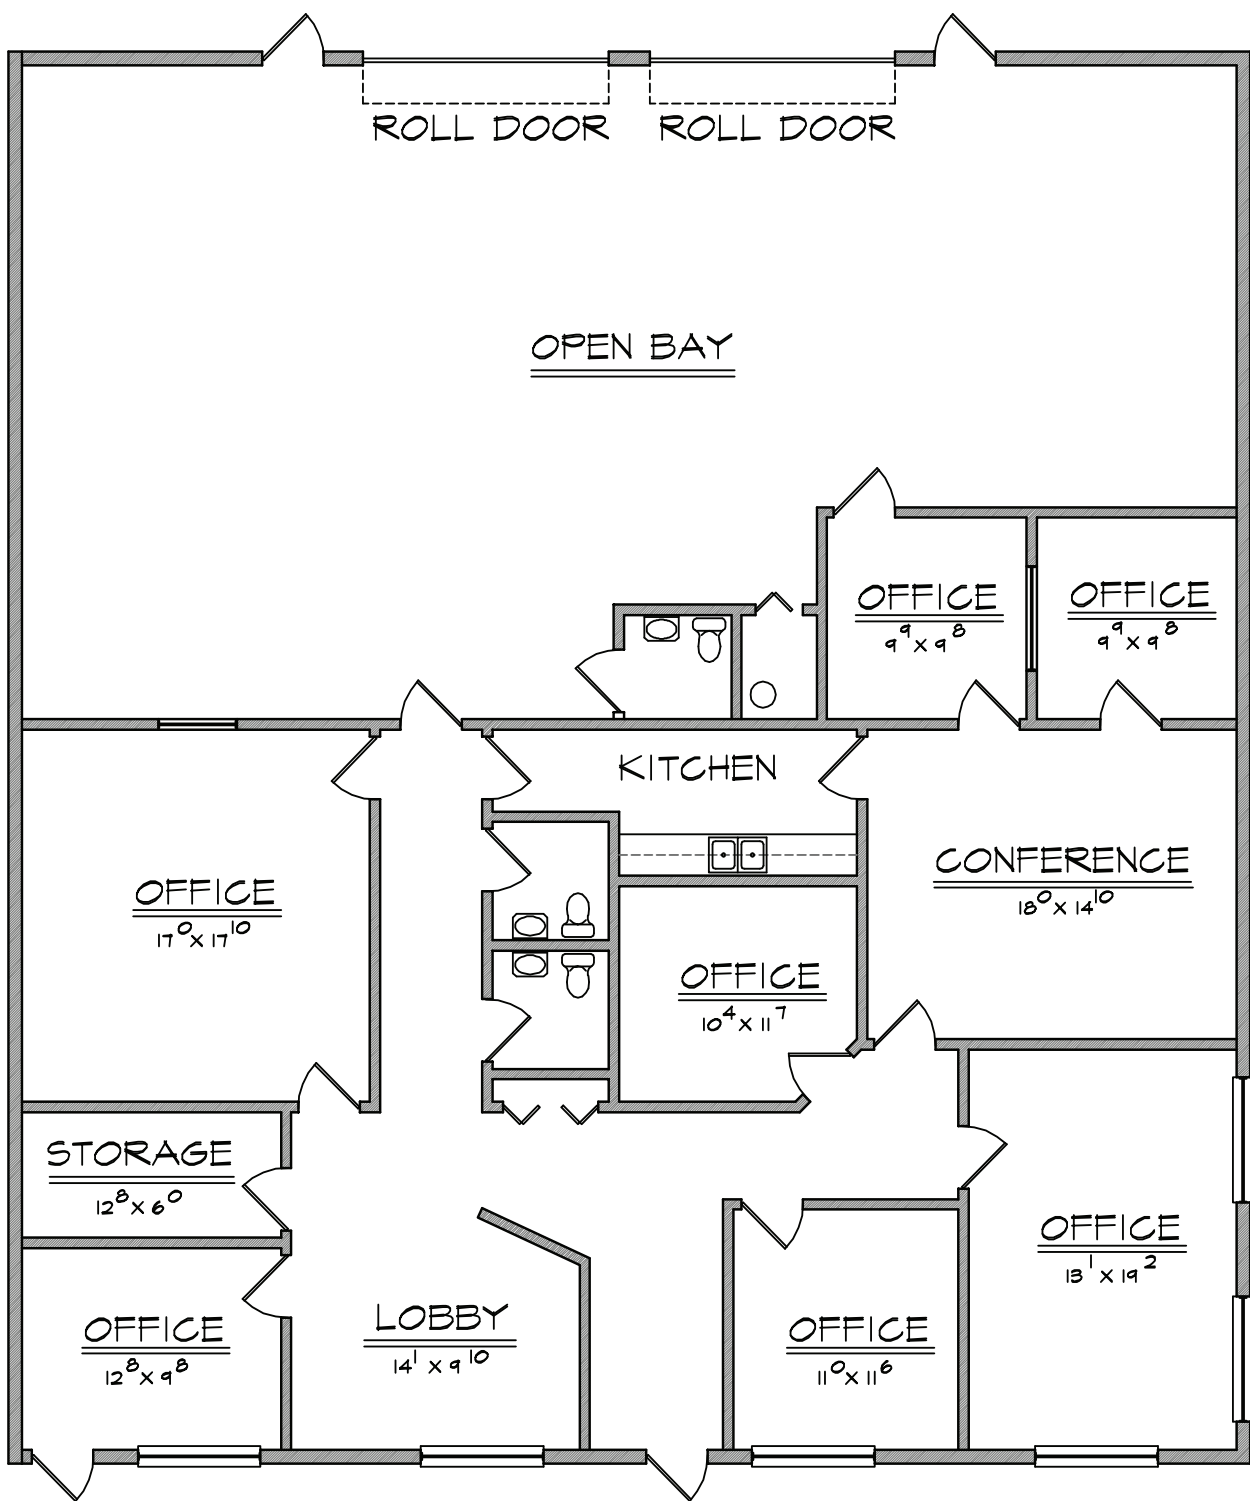 ROLL DOOR ROLL DOOR
OPEN BAY
OFFICE
9⁹ X 9⁸
OFFICE
9⁹ X 9⁸
KITCHEN
OFFICE
17⁰ X 17¹⁰
CONFERENCE
18⁰ X 14¹⁰
OFFICE
10⁴ X 11⁷
STORAGE
12⁸ X 6⁰
OFFICE
13¹ X 19²
OFFICE
12⁸ X 9⁸
LOBBY
14¹ X 9¹⁰
OFFICE
11⁰ X 11⁶